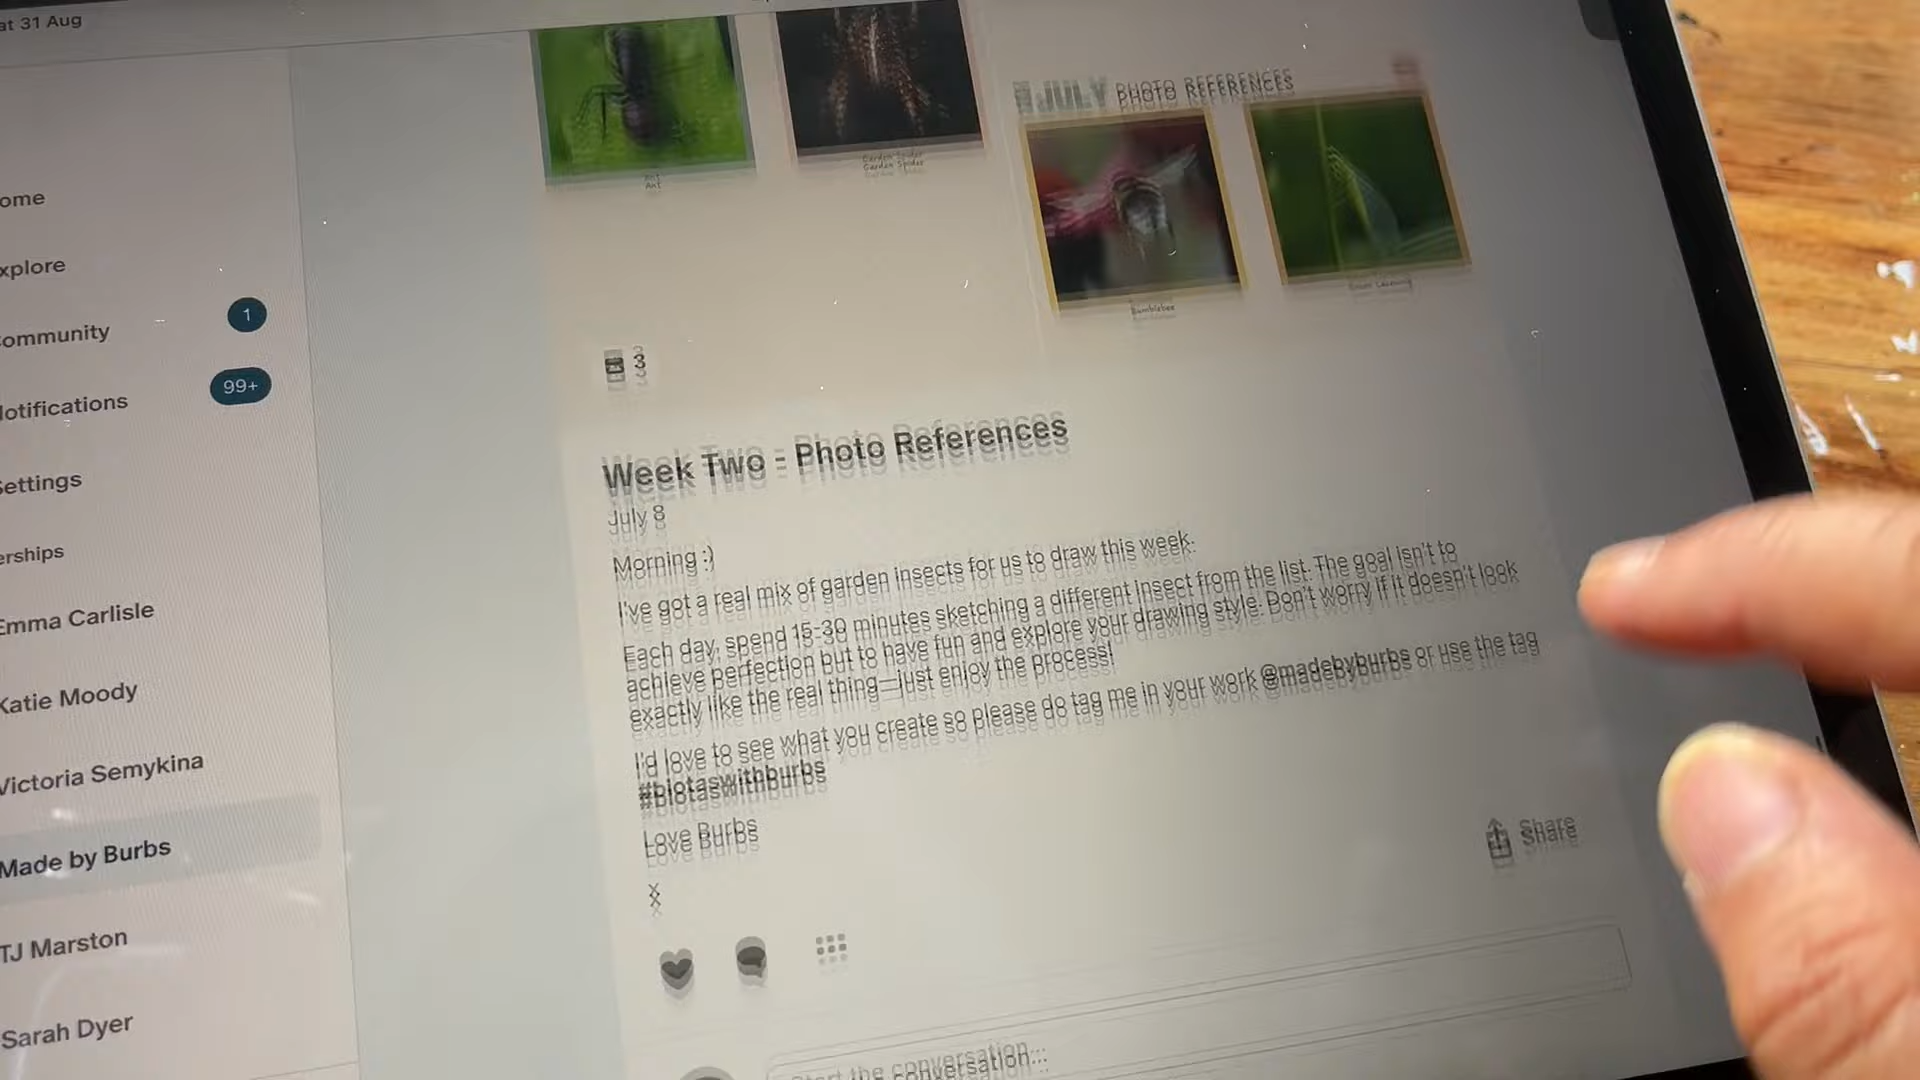 at 31 Aug
ome
xplore
ommunity
1
otifications
99+
ettings
erships
Emma Carlisle
Katie Moody
Victoria Semykina
Made by Burbs
TJ Marston
Sarah Dyer
Ant
Garden Spider
JULY PHOTO REFERENCES
Bumblebee
3
Week Two - Photo References
July 8
Morning :)
I've got a real mix of garden insects for us to draw this week.
Each day, spend 15-30 minutes sketching a different insect from the list. The goal isn't to
achieve perfection but to have fun and explore your drawing style. Don't worry if it doesn't look
exactly like the real thing—just enjoy the process!
I'd love to see what you create so please do tag me in your work @madebyburbs or use the tag
#biotaswithburbs
Love Burbs
x
Share
Start the conversation...